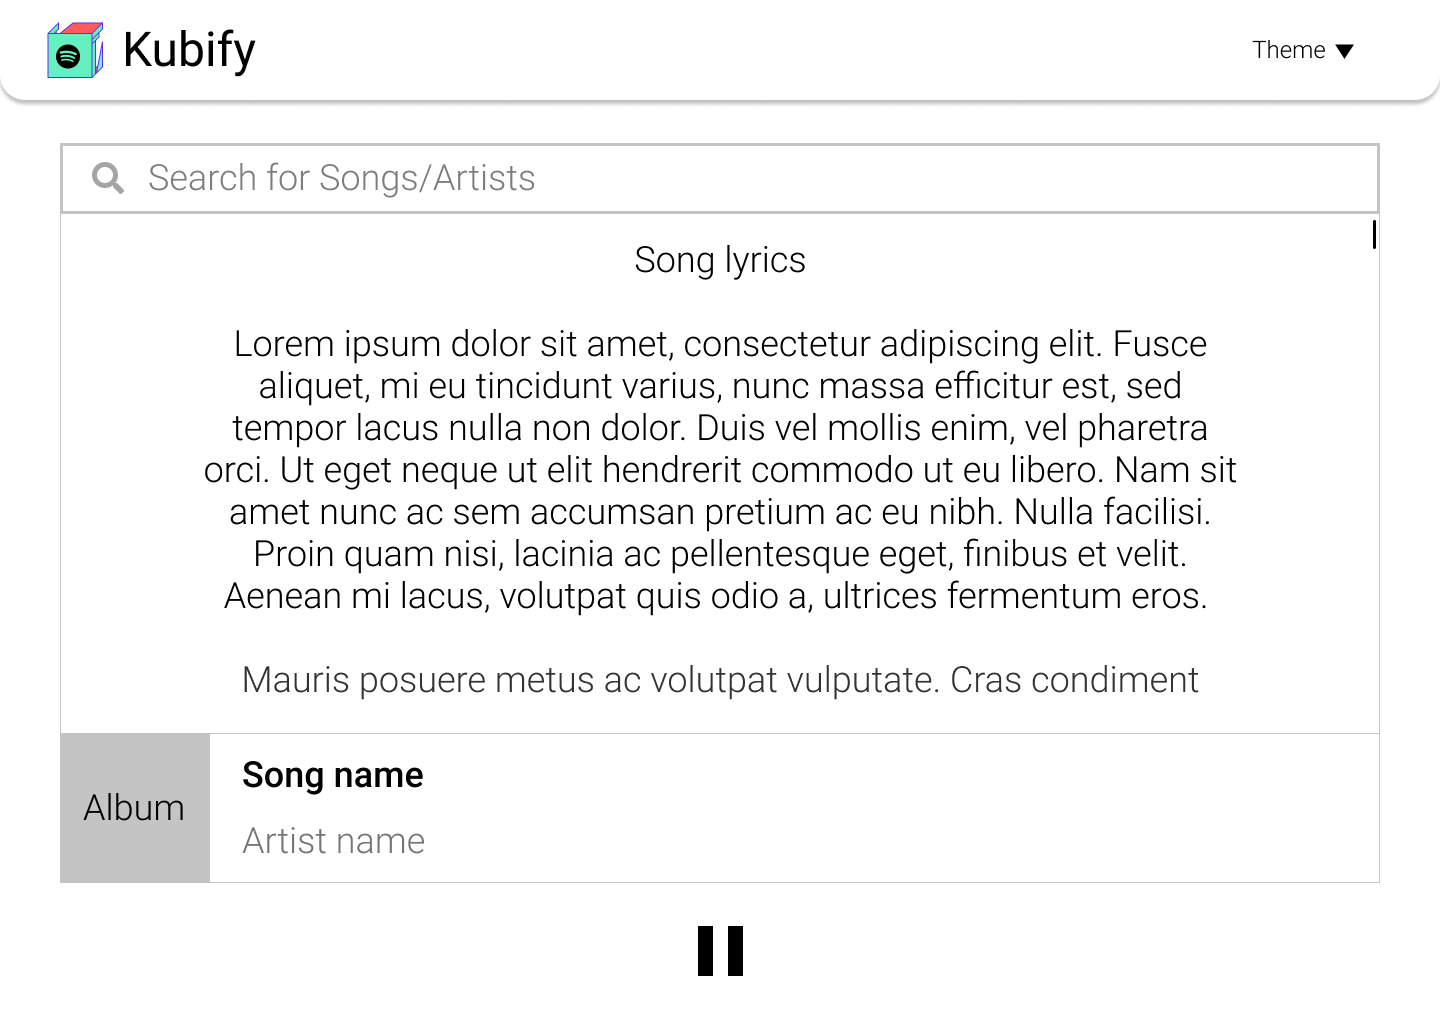 Kubify
Theme
Search for Songs/Artists
Song lyrics
Lorem ipsum dolor sit amet, consectetur adipiscing elit. Fusce
aliquet, mi eu tincidunt varius, nunc massa efficitur est, sed
tempor lacus nulla non dolor. Duis vel mollis enim, vel pharetra
orci. Ut eget neque ut elit hendrerit commodo ut eu libero. Nam sit
amet nunc ac sem accumsan pretium ac eu nibh. Nulla facilisi.
Proin quam nisi, lacinia ac pellentesque eget, finibus et velit.
Aenean mi lacus, volutpat quis odio a, ultrices fermentum eros.
Mauris posuere metus ac volutpat vulputate. Cras condiment
Album
Song name
Artist name